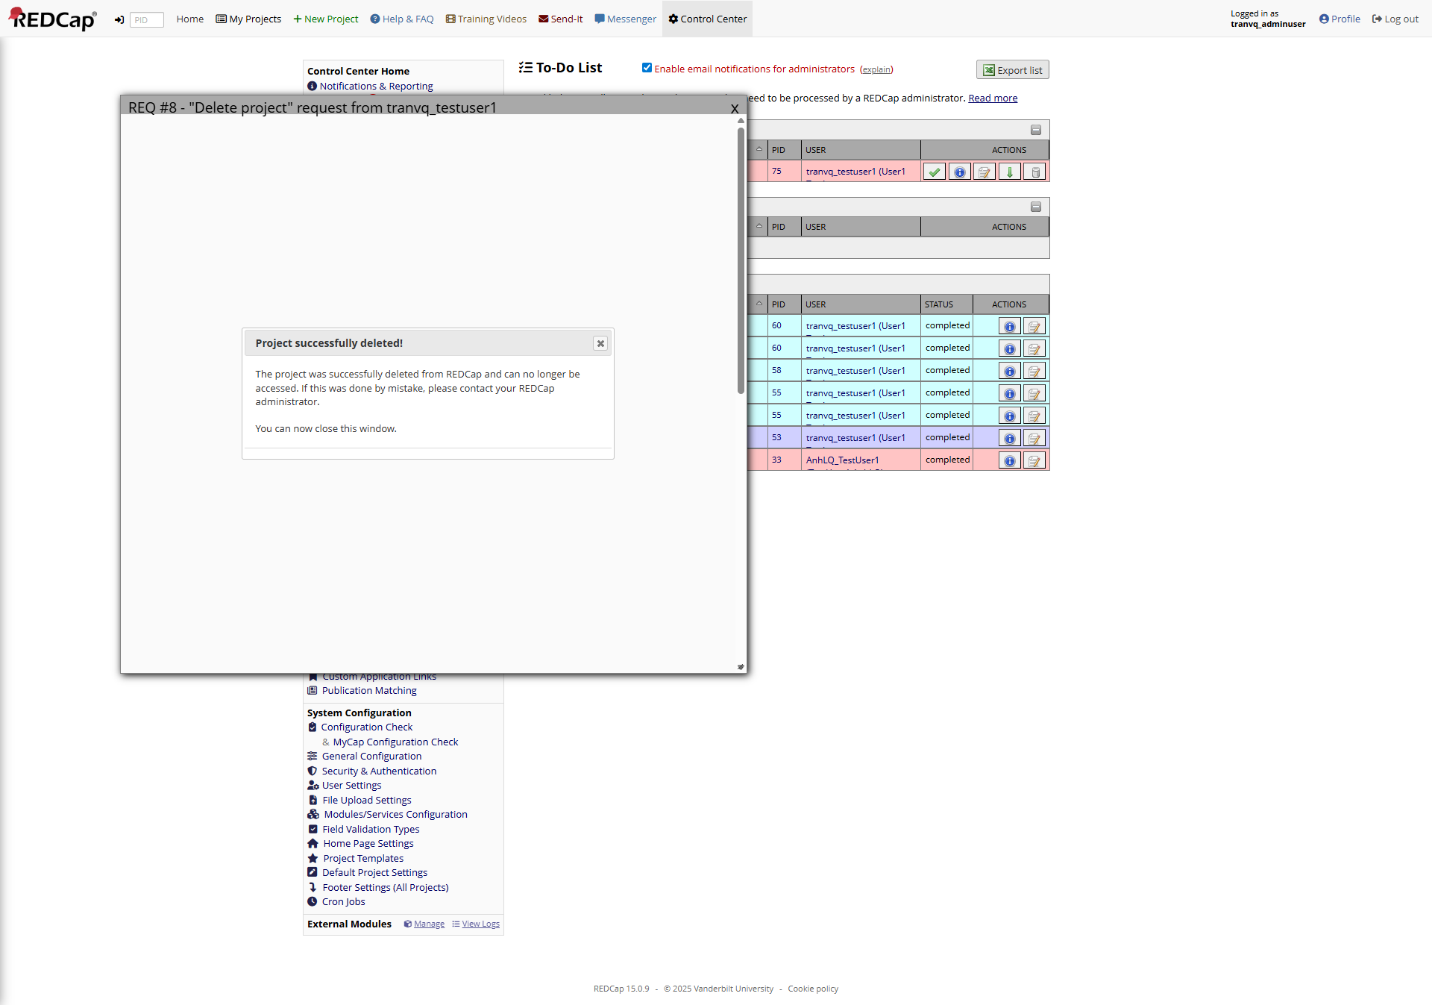 REDCap
PID
Home
My Projects
+ New Project
Help & FAQ
Training Videos
Send-It
Messenger
Control Center
Logged in as
tranvq_adminuser
Profile
Log out
Control Center Home
Notifications & Reporting
To-Do List
Enable email notifications for administrators (explain)
Export list
eed to be processed by a REDCap administrator. Read more
REQ #8 - "Delete project" request from tranvq_testuser1
X
Project successfully deleted!
The project was successfully deleted from REDCap and can no longer be
accessed. If this was done by mistake, please contact your REDCap
administrator.
You can now close this window.
PID USER ACTIONS
75 tranvq_testuser1 (User1
PID USER ACTIONS
PID USER STATUS ACTIONS
60 tranvq_testuser1 (User1 completed
60 tranvq_testuser1 (User1 completed
58 tranvq_testuser1 (User1 completed
55 tranvq_testuser1 (User1 completed
55 tranvq_testuser1 (User1 completed
53 tranvq_testuser1 (User1 completed
33 AnhLQ_TestUser1 completed
Custom Application Links
Publication Matching
System Configuration
Configuration Check
& MyCap Configuration Check
General Configuration
Security & Authentication
User Settings
File Upload Settings
Modules/Services Configuration
Field Validation Types
Home Page Settings
Project Templates
Default Project Settings
Footer Settings (All Projects)
Cron Jobs
External Modules Manage View Logs
REDCap 15.0.9 - © 2025 Vanderbilt University - Cookie policy